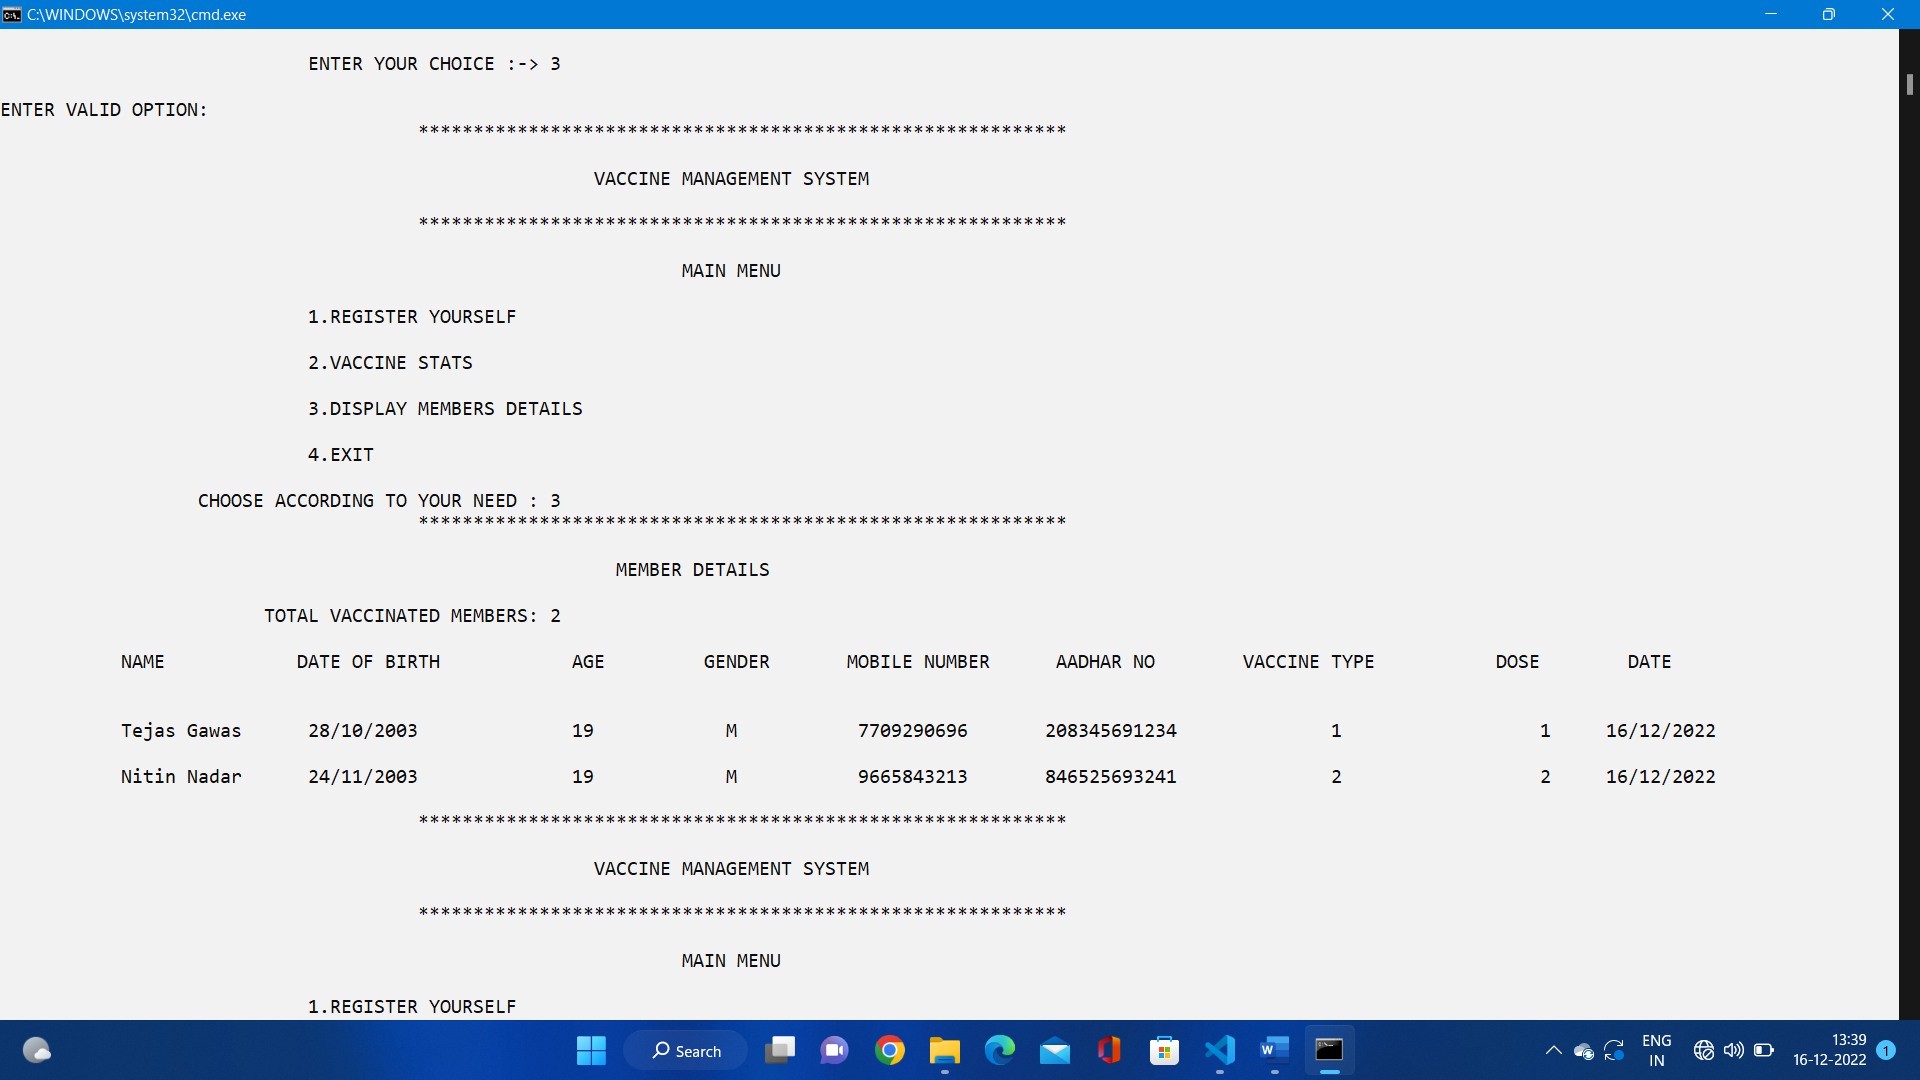 C:\WINDOWS\system32\cmd.exe
ENTER YOUR CHOICE :-> 3
ENTER VALID OPTION:
***********************************************************
VACCINE MANAGEMENT SYSTEM
***********************************************************
MAIN MENU
1.REGISTER YOURSELF
2.VACCINE STATS
3.DISPLAY MEMBERS DETAILS
4.EXIT
CHOOSE ACCORDING TO YOUR NEED : 3
***********************************************************
MEMBER DETAILS
TOTAL VACCINATED MEMBERS: 2
NAME DATE OF BIRTH AGE GENDER MOBILE NUMBER AADHAR NO VACCINE TYPE DOSE DATE
Tejas Gawas 28/10/2003 19 M 7709290696 208345691234 1 1 16/12/2022
Nitin Nadar 24/11/2003 19 M 9665843213 846525693241 2 2 16/12/2022
***********************************************************
VACCINE MANAGEMENT SYSTEM
***********************************************************
MAIN MENU
1.REGISTER YOURSELF
Search
ENG
IN
13:39
16-12-2022
1